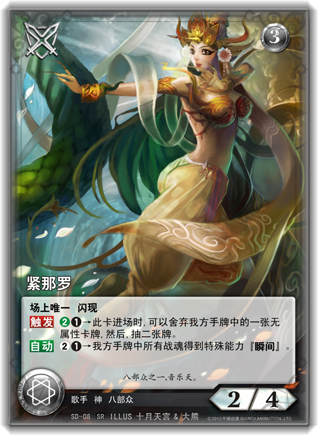 3
紧那罗
场上唯一 闪现
触发 2 1→此卡进场时, 可以舍弃我方手牌中的一张无
属性卡牌, 然后, 抽二张牌。
自动 2 1→我方手牌中所有战魂得到特殊能力『瞬间』。
八部众之一,音乐天。
歌手 神 八部众
2/4
SD-08 SR ILLUS 十月天宫 & 大熊